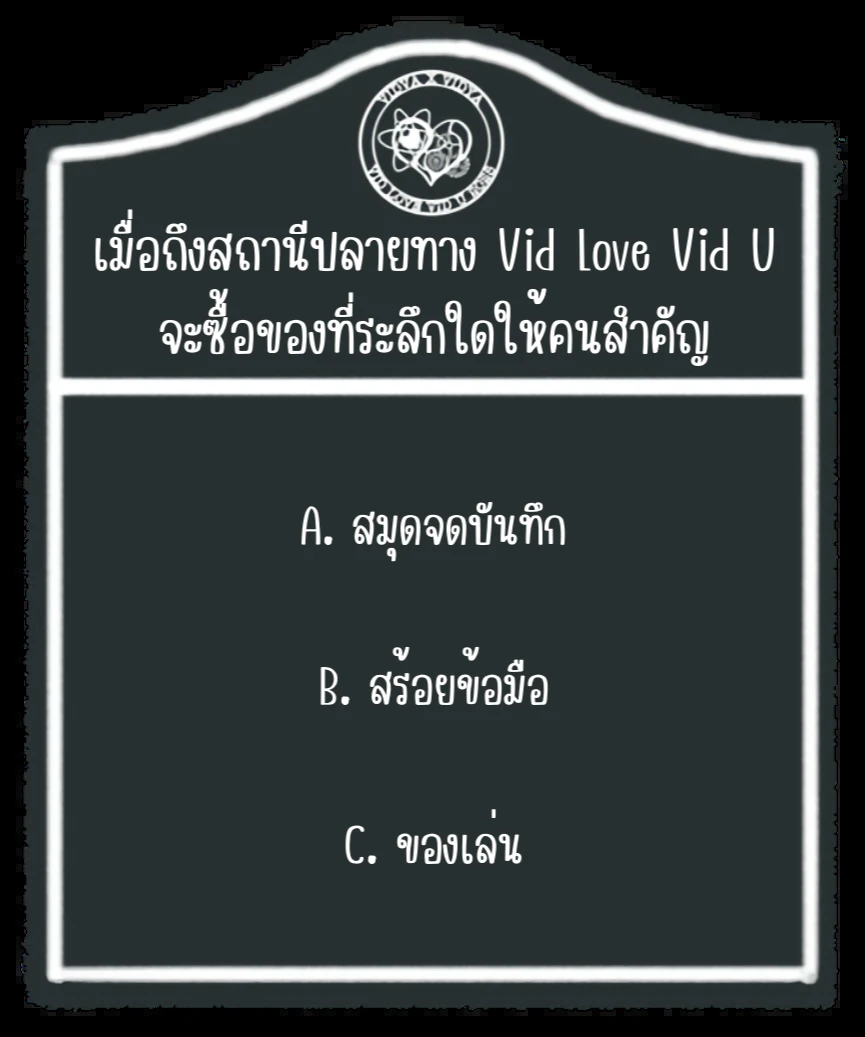 VIDYA X VIDYA
VID LOVE VID U
เมื่อถึงสถานีปลายทาง Vid Love Vid U
จะซื้อของที่ระลึกใดให้คนสำคัญ
A. สมุดจดบันทึก
B. สร้อยข้อมือ
C. ของเล่น